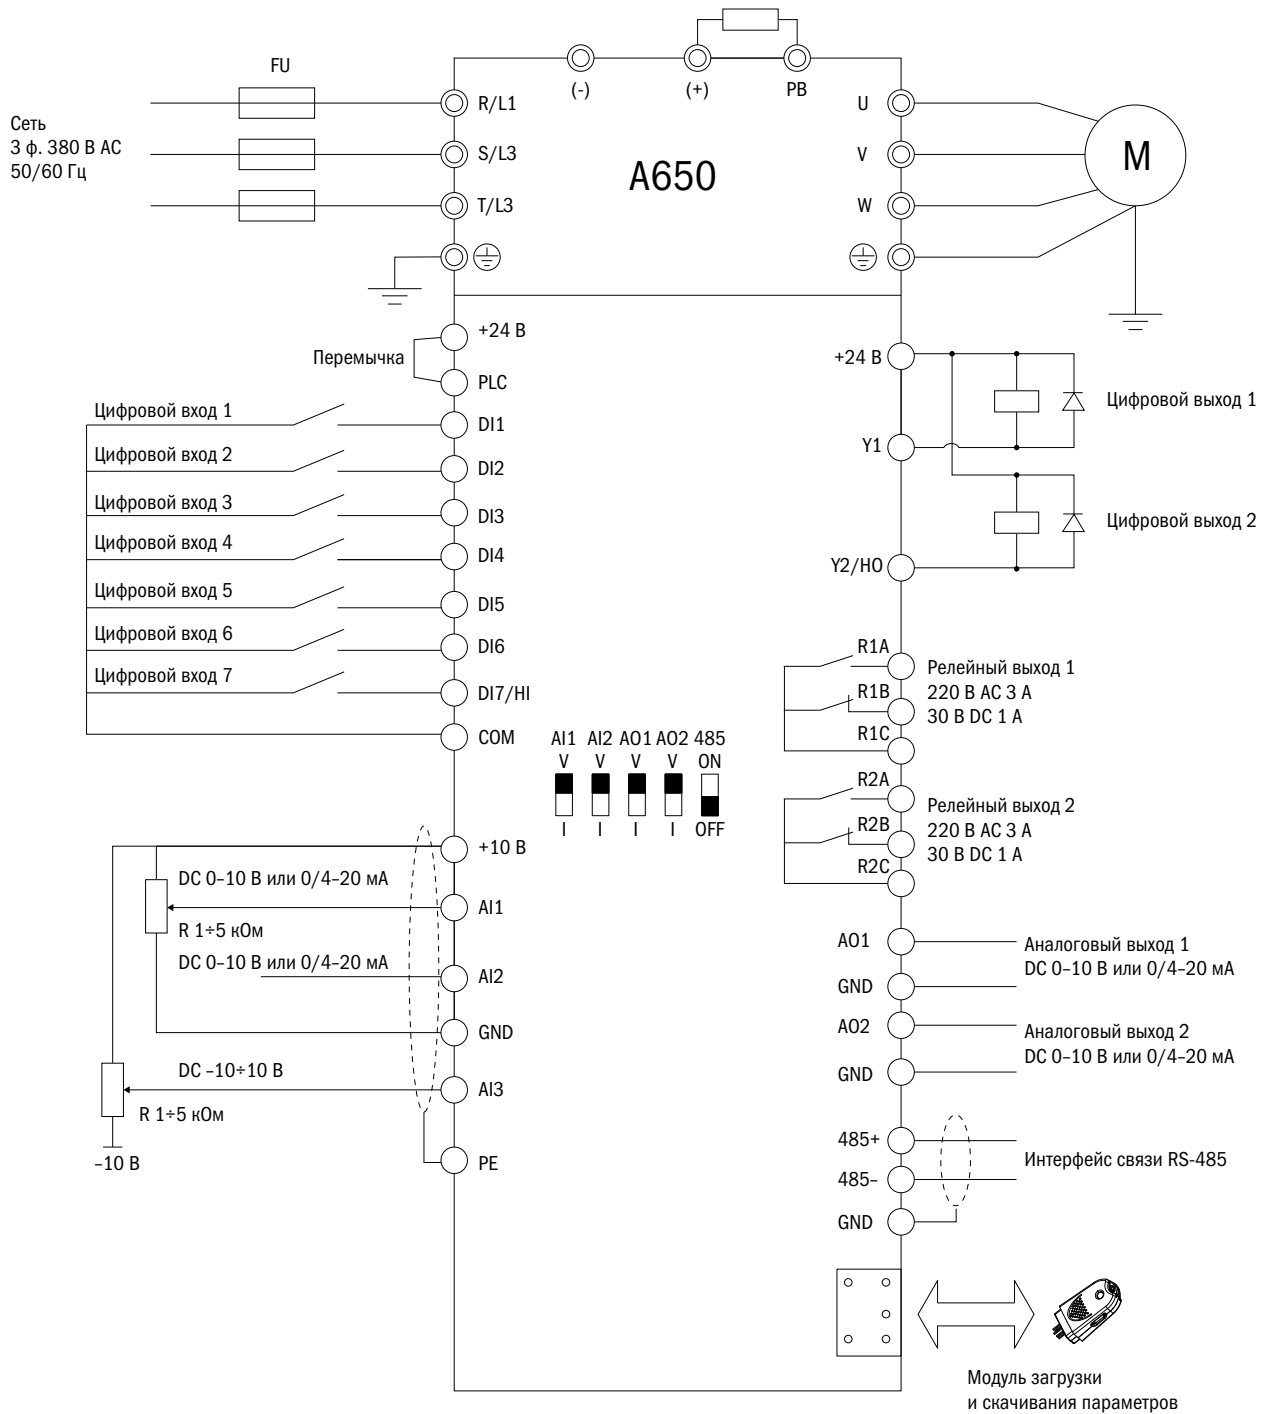 FU
(-)
(+)
PB
Сеть
3 ф. 380 В AC
50/60 Гц
R/L1
S/L3
T/L3
A650
U
V
W
M
+24 В
Перемычка
PLC
Цифровой вход 1
DI1
Цифровой вход 2
DI2
Цифровой вход 3
DI3
Цифровой вход 4
DI4
Цифровой вход 5
DI5
Цифровой вход 6
DI6
Цифровой вход 7
DI7/HI
COM
+24 В
Цифровой выход 1
Y1
Цифровой выход 2
Y2/HO
R1A
R1B
R1C
Релейный выход 1
220 В AC 3 А
30 В DC 1 А
AI1 AI2 AO1 AO2 485
V V V V ON
I I I I OFF
R2A
R2B
R2C
Релейный выход 2
220 В AC 3 А
30 В DC 1 А
+10 В
DC 0–10 В или 0/4–20 мА
AI1
R 1÷5 кОм
DC 0–10 В или 0/4–20 мА
AI2
GND
DC –10÷10 В
AI3
R 1÷5 кОм
–10 В
PE
AO1
GND
Аналоговый выход 1
DC 0–10 В или 0/4–20 мА
AO2
GND
Аналоговый выход 2
DC 0–10 В или 0/4–20 мА
485+
485–
GND
Интерфейс связи RS-485
Модуль загрузки
и скачивания параметров